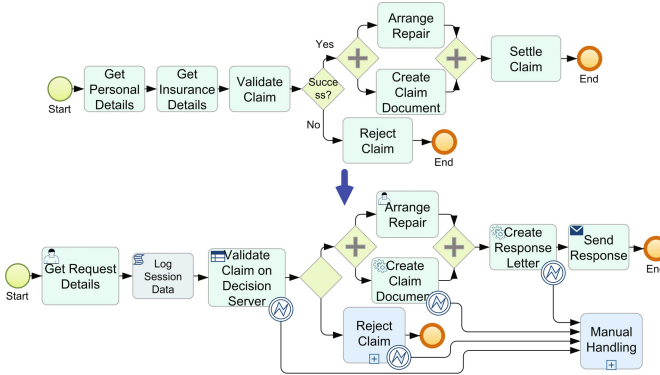 Arrange
Repair
Yes
Get
Personal
Details
Get
Insurance
Details
Validate
Claim
Succe
ss?
Create
Claim
Document
Settle
Claim
Start
End
No
Reject
Claim
End
Arrange
Repair
Get Request
Details
Log
Session
Data
Validate
Claim on
Decision
Server
Create
Claim
Document
Create
Response
Letter
Send
Response
Start
End
Reject
Claim
Manual
Handling